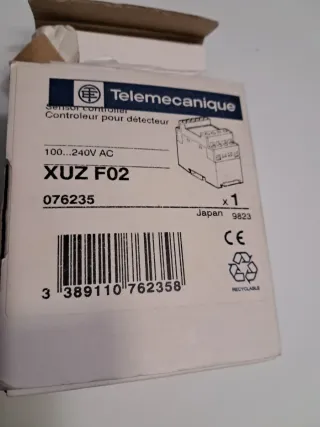 Telemecanique
Sensor controller
Controleur pour détecteur
100...240V AC
XUZ F02
076235
x 1
Japan 9823
CE
3 389110 762358
RECYCLABLE